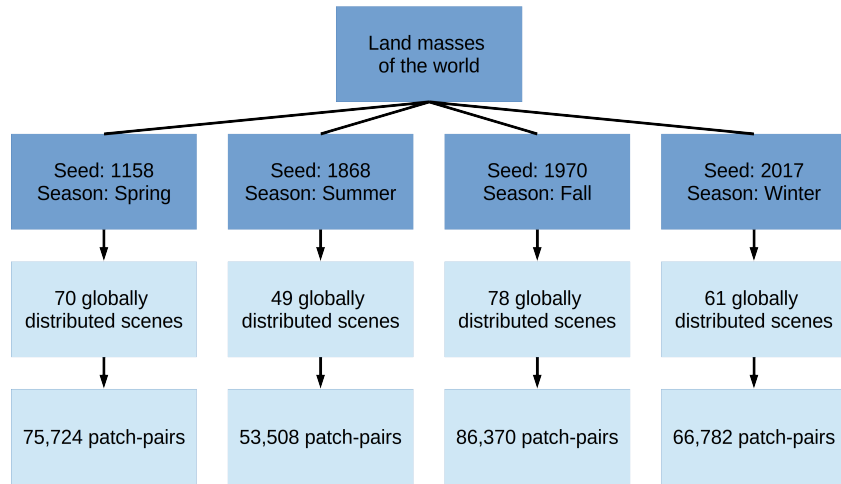 Land masses
of the world
Seed: 1158
Season: Spring
Seed: 1868
Season: Summer
Seed: 1970
Season: Fall
Seed: 2017
Season: Winter
70 globally
distributed scenes
49 globally
distributed scenes
78 globally
distributed scenes
61 globally
distributed scenes
75,724 patch-pairs
53,508 patch-pairs
86,370 patch-pairs
66,782 patch-pairs